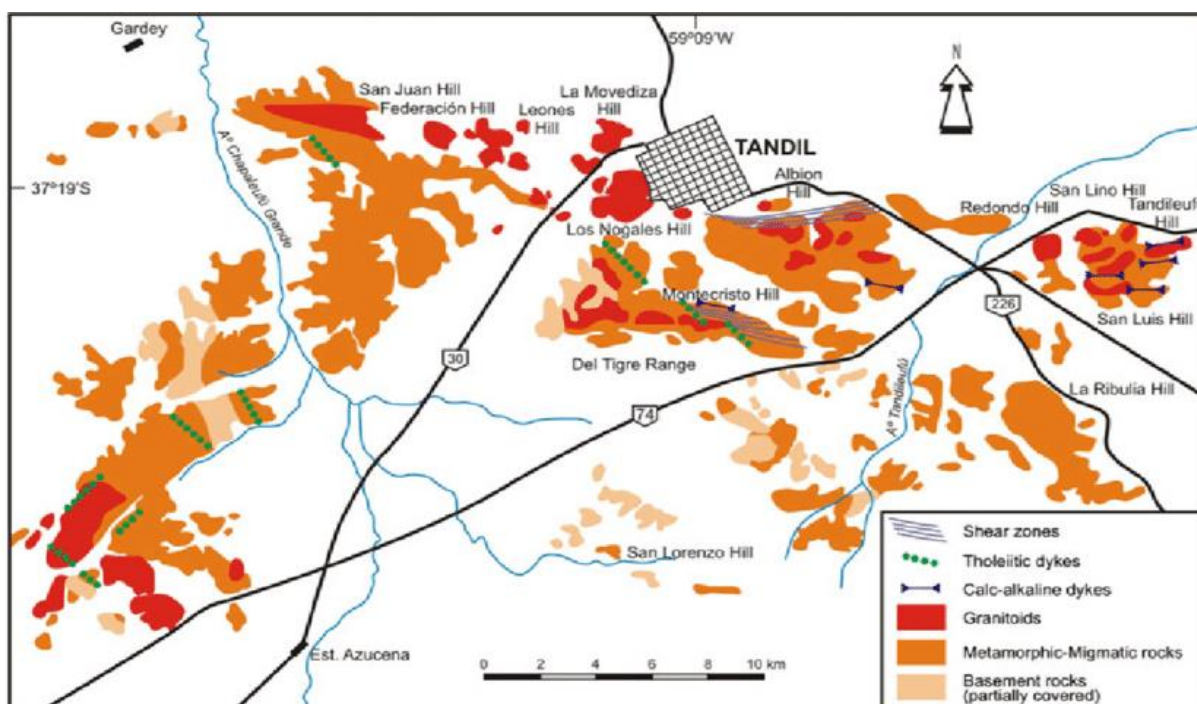 Gardey
59°09'W
N
San Juan Hill
Federación Hill
Leones
Hill
La Movediza
Hill
TANDIL
37°19'S
Aº Chapaleufú Grande
Albion
Hill
San Lino Hill
Redondo Hill
Tandileufú
Hill
Los Nogales Hill
Montecristo Hill
226
San Luis Hill
30
Del Tigre Range
Aº Tandileufú
La Ribulia Hill
74
San Lorenzo Hill
Est. Azucena
0 2 4 6 8 10 km
Shear zones
Tholeiitic dykes
Calc-alkaline dykes
Granitoids
Metamorphic-Migmatic rocks
Basement rocks
(partially covered)